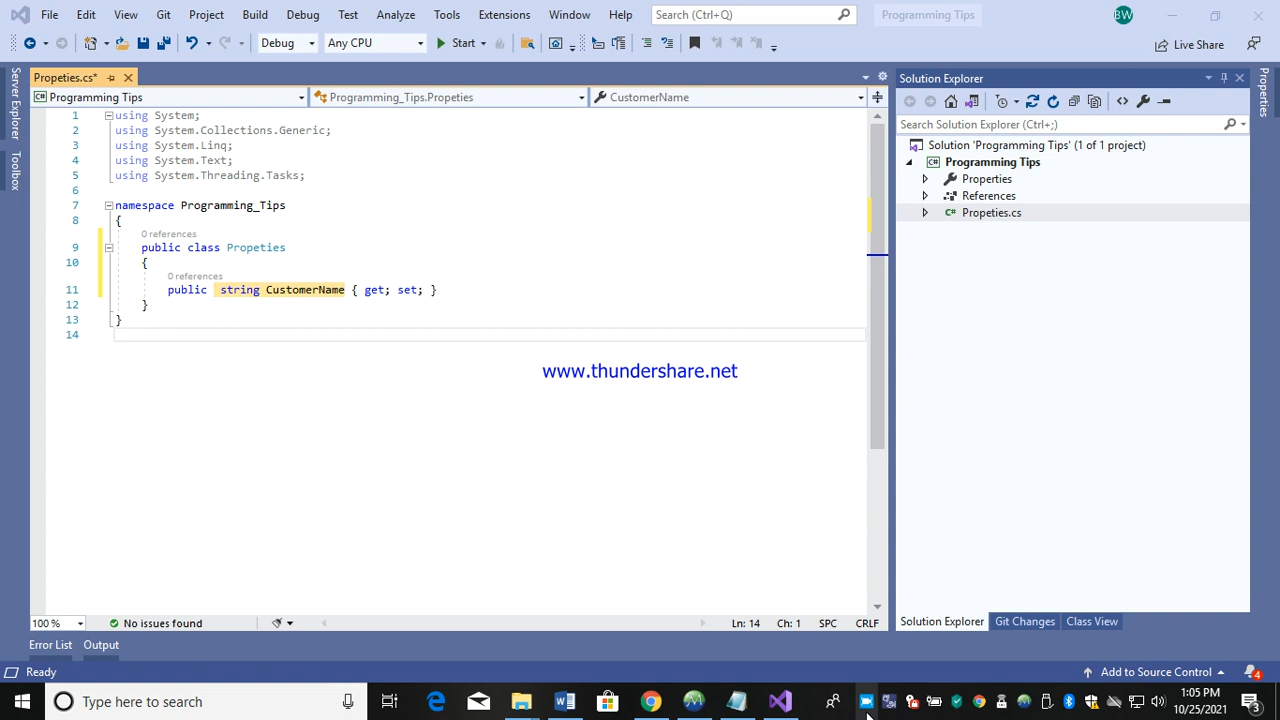 File Edit View Git Project Build Debug Test Analyze Tools Extensions Window Help Search (Ctrl+Q) Programming Tips BW
Debug Any CPU Start Live Share
Server Explorer
Toolbox
Propeties.cs*
Programming Tips Programming_Tips.Propeties CustomerName
1 using System;
2 using System.Collections.Generic;
3 using System.Linq;
4 using System.Text;
5 using System.Threading.Tasks;
6
7 namespace Programming_Tips
8 {
0 references
9 public class Propeties
10 {
0 references
11 public string CustomerName { get; set; }
12 }
13 }
14
www.thundershare.net
100 % No issues found Ln: 14 Ch: 1 SPC CRLF
Solution Explorer
Search Solution Explorer (Ctrl+;)
Solution 'Programming Tips' (1 of 1 project)
Programming Tips
Properties
References
Propeties.cs
Solution Explorer Git Changes Class View
Properties
Error List Output
Ready Add to Source Control 4
Type here to search
1:05 PM
10/25/2021
3